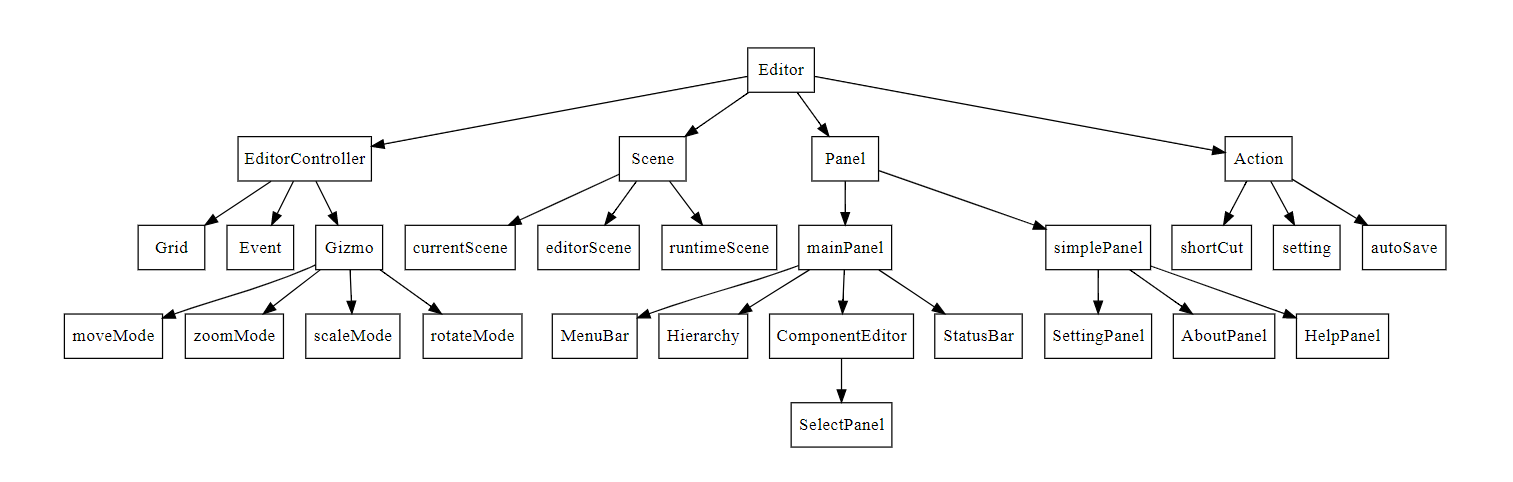 Editor
EditorController
Scene
Panel
Action
Grid
Event
Gizmo
currentScene
editorScene
runtimeScene
mainPanel
simplePanel
shortCut
setting
autoSave
moveMode
zoomMode
scaleMode
rotateMode
MenuBar
Hierarchy
ComponentEditor
StatusBar
SettingPanel
AboutPanel
HelpPanel
SelectPanel